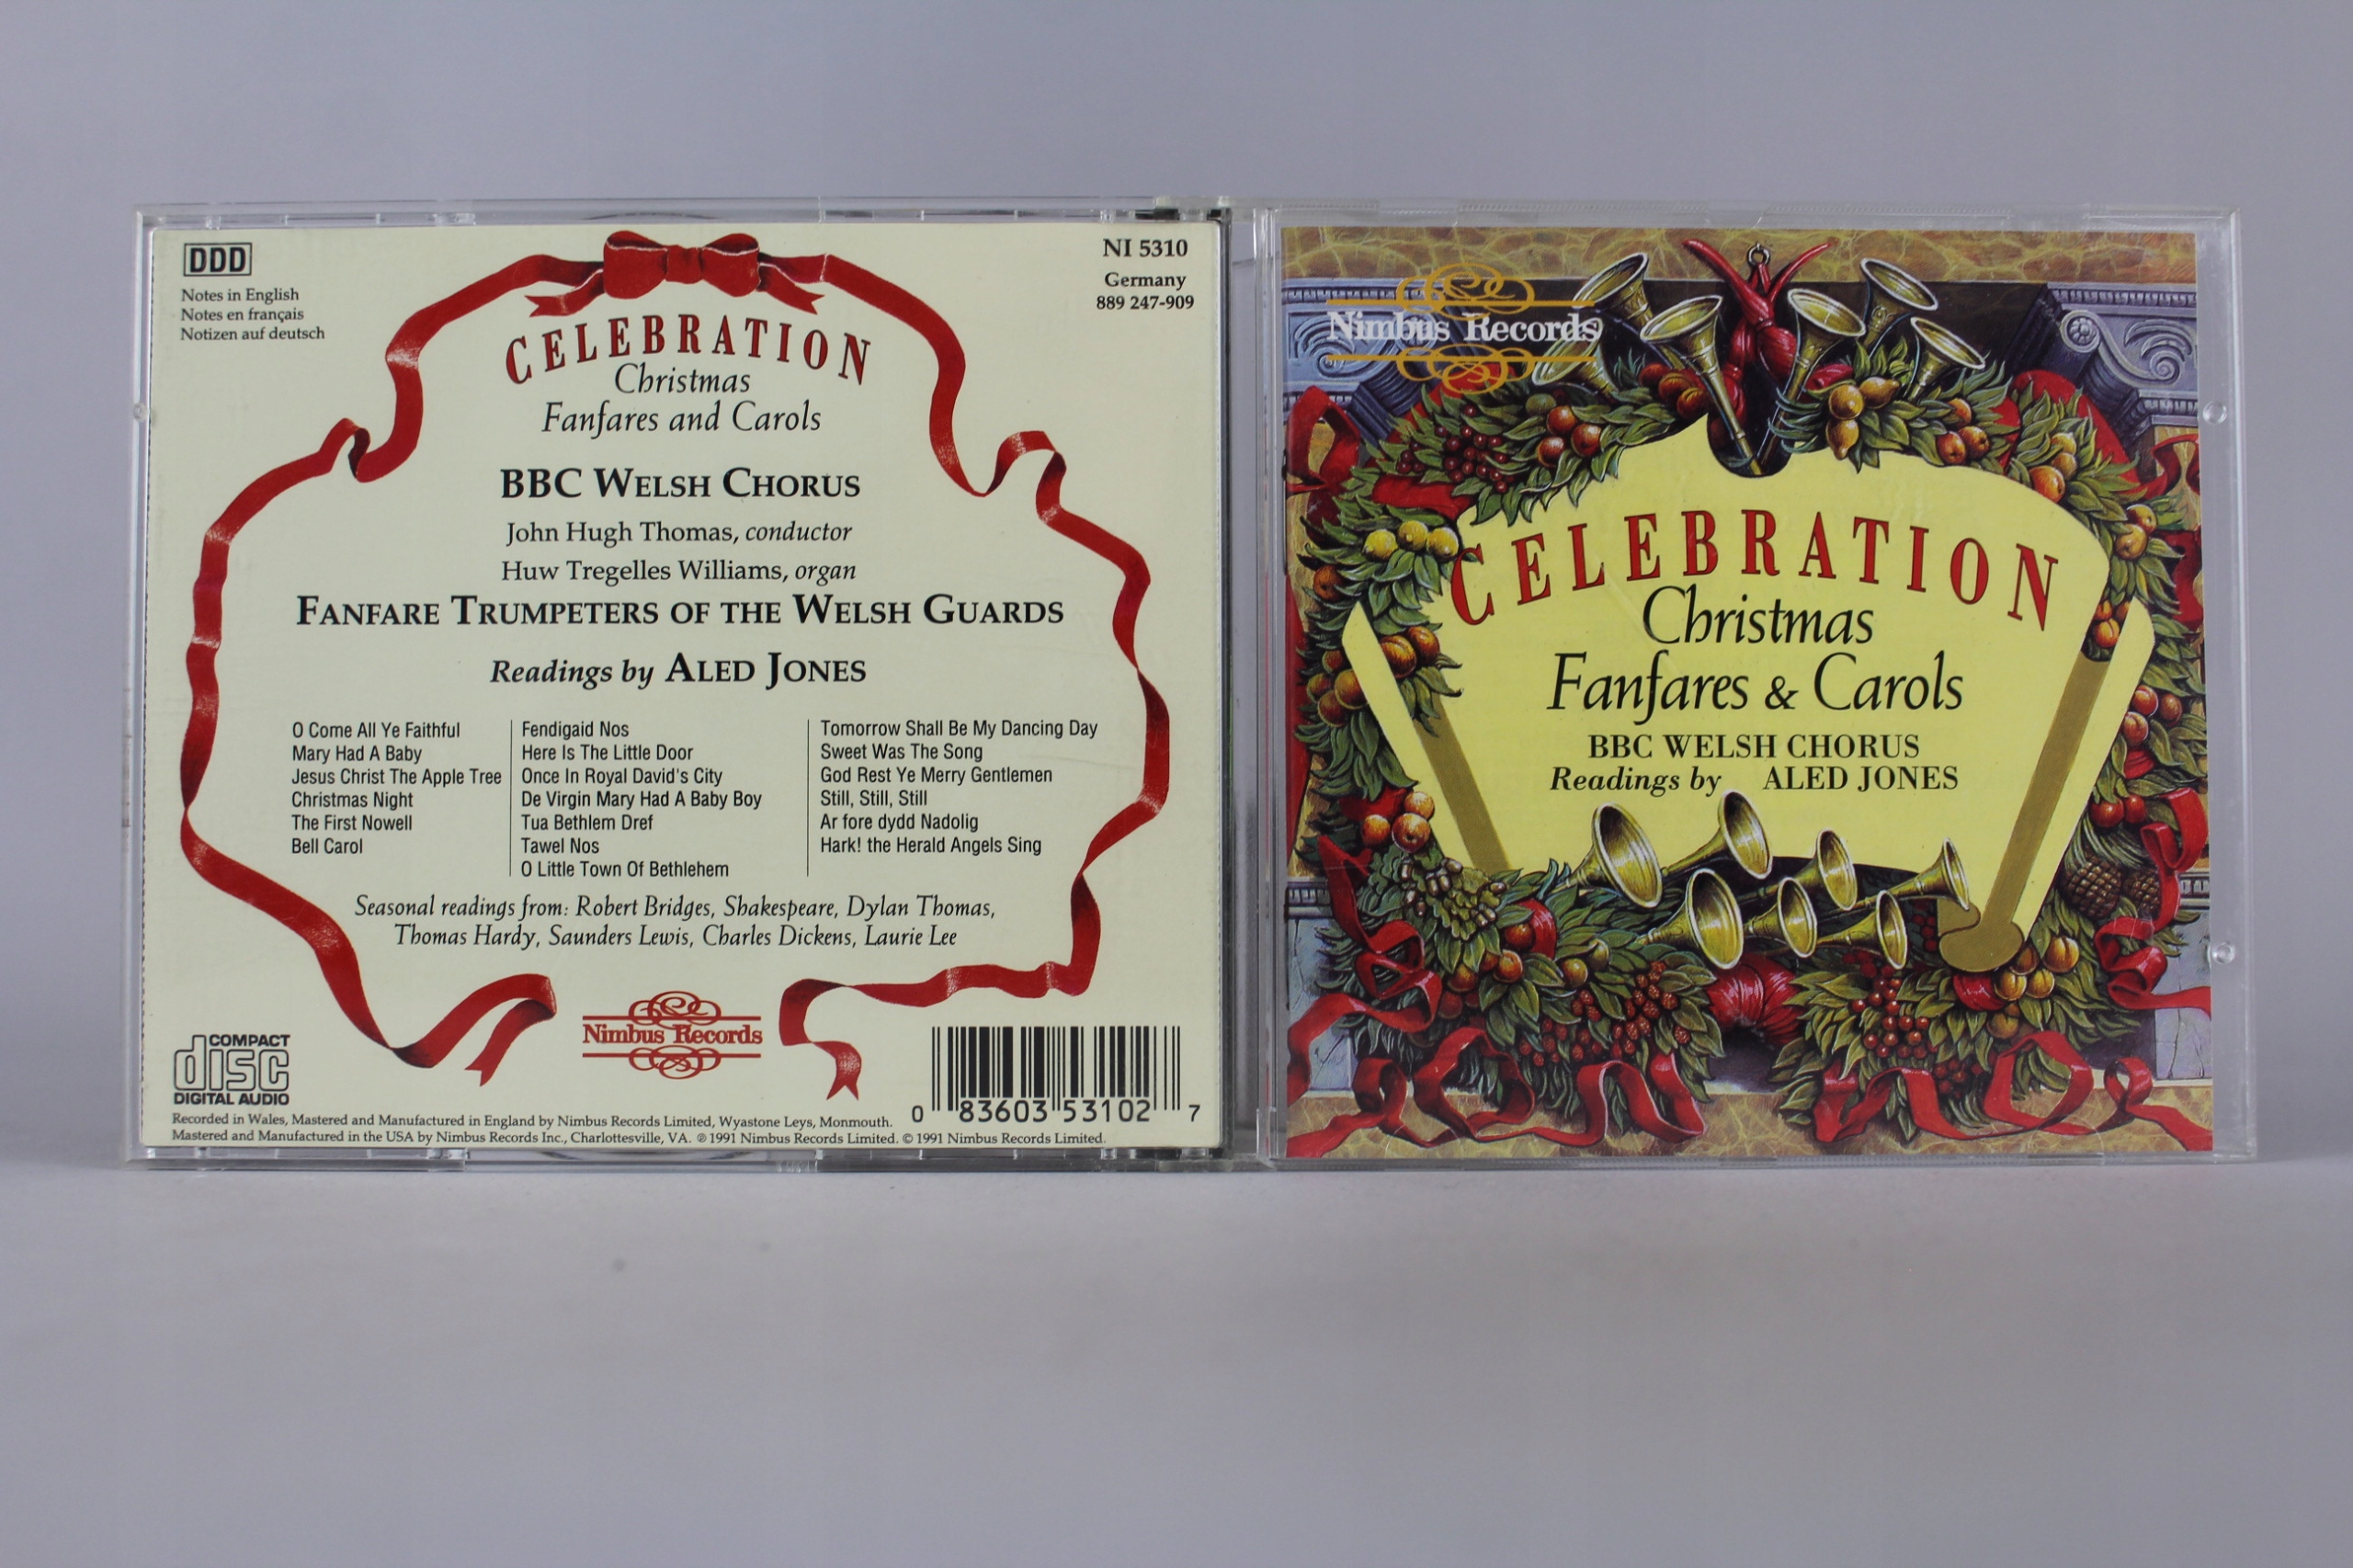 DDD
Notes in English
Notes en français
Notizen auf deutsch
NI 5310
Germany
889 247-909
CELEBRATION
Christmas
Fanfares and Carols
BBC WELSH CHORUS
John Hugh Thomas, conductor
Huw Tregelles Williams, organ
FANFARE TRUMPETERS OF THE WELSH GUARDS
Readings by ALED JONES
O Come All Ye Faithful
Mary Had A Baby
Jesus Christ The Apple Tree
Christmas Night
The First Nowell
Bell Carol
Fendigaid Nos
Here Is The Little Door
Once In Royal David's City
De Virgin Mary Had A Baby Boy
Tua Bethlem Dref
Tawel Nos
O Little Town Of Bethlehem
Tomorrow Shall Be My Dancing Day
Sweet Was The Song
God Rest Ye Merry Gentlemen
Still, Still, Still
Ar fore dydd Nadolig
Hark! the Herald Angels Sing
Seasonal readings from: Robert Bridges, Shakespeare, Dylan Thomas,
Thomas Hardy, Saunders Lewis, Charles Dickens, Laurie Lee
Nimbus Records
COMPACT
disc
DIGITAL AUDIO
0 83603 53102 7
Recorded in Wales, Mastered and Manufactured in England by Nimbus Records Limited, Wyastone Leys, Monmouth.
Mastered and Manufactured in the USA by Nimbus Records Inc., Charlottesville, VA. ℗ 1991 Nimbus Records Limited. © 1991 Nimbus Records Limited.
Nimbus Records
CELEBRATION
Christmas
Fanfares & Carols
BBC WELSH CHORUS
Readings by ALED JONES